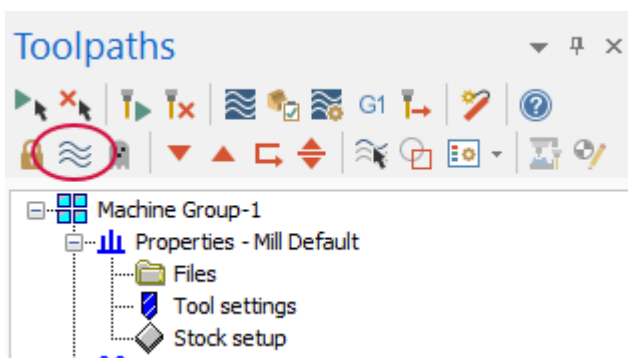 Toolpaths
G1
Machine Group-1
Properties - Mill Default
Files
Tool settings
Stock setup